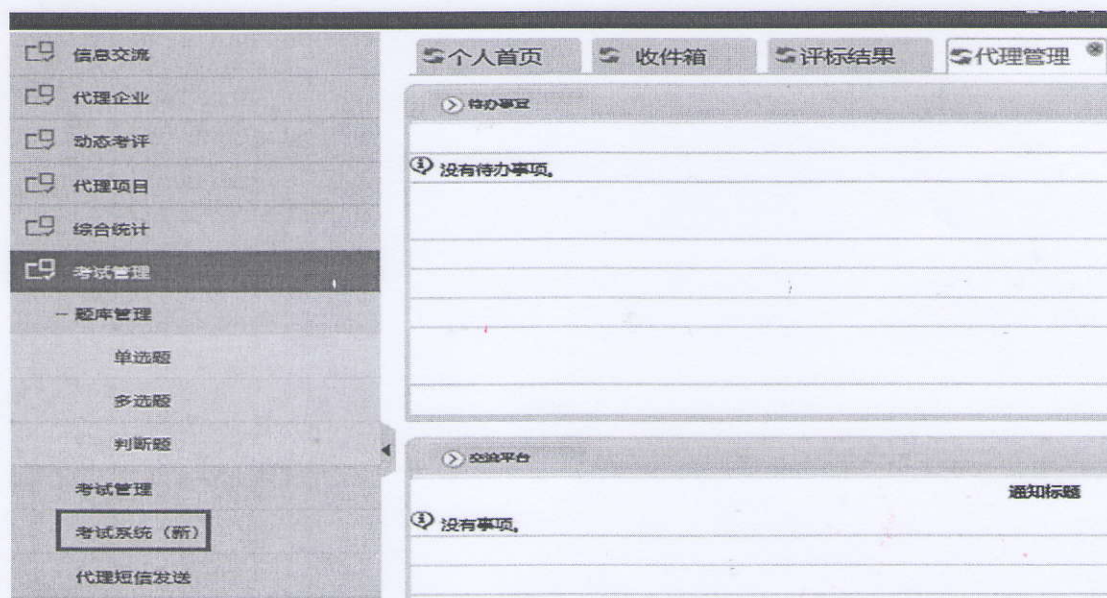 信息交流
代理企业
动态考评
代理项目
综合统计
考试管理
- 题库管理
单选题
多选题
判断题
考试管理
考试系统（新）
代理短信发送
个人首页 收件箱 评标结果 代理管理
待办事宜
没有待办事项。
交流平台
通知标题
没有事项。